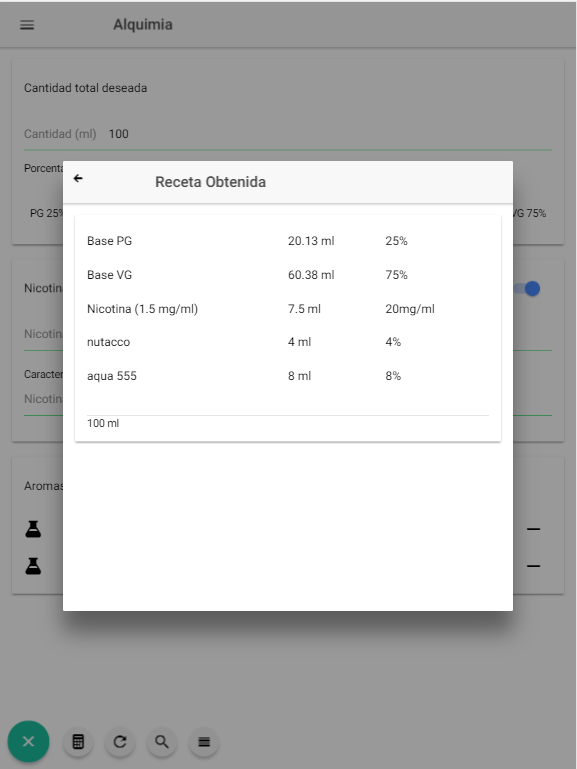 Alquimia
Cantidad total deseada
Cantidad (ml) 100
Porcenta
PG 25%
VG 75%
Receta Obtenida
Base PG 20.13 ml 25%
Base VG 60.38 ml 75%
Nicotina (1.5 mg/ml) 7.5 ml 20mg/ml
nutacco 4 ml 4%
aqua 555 8 ml 8%
100 ml
Nicotin
Nicotin
Caracter
Nicotin
Aromas